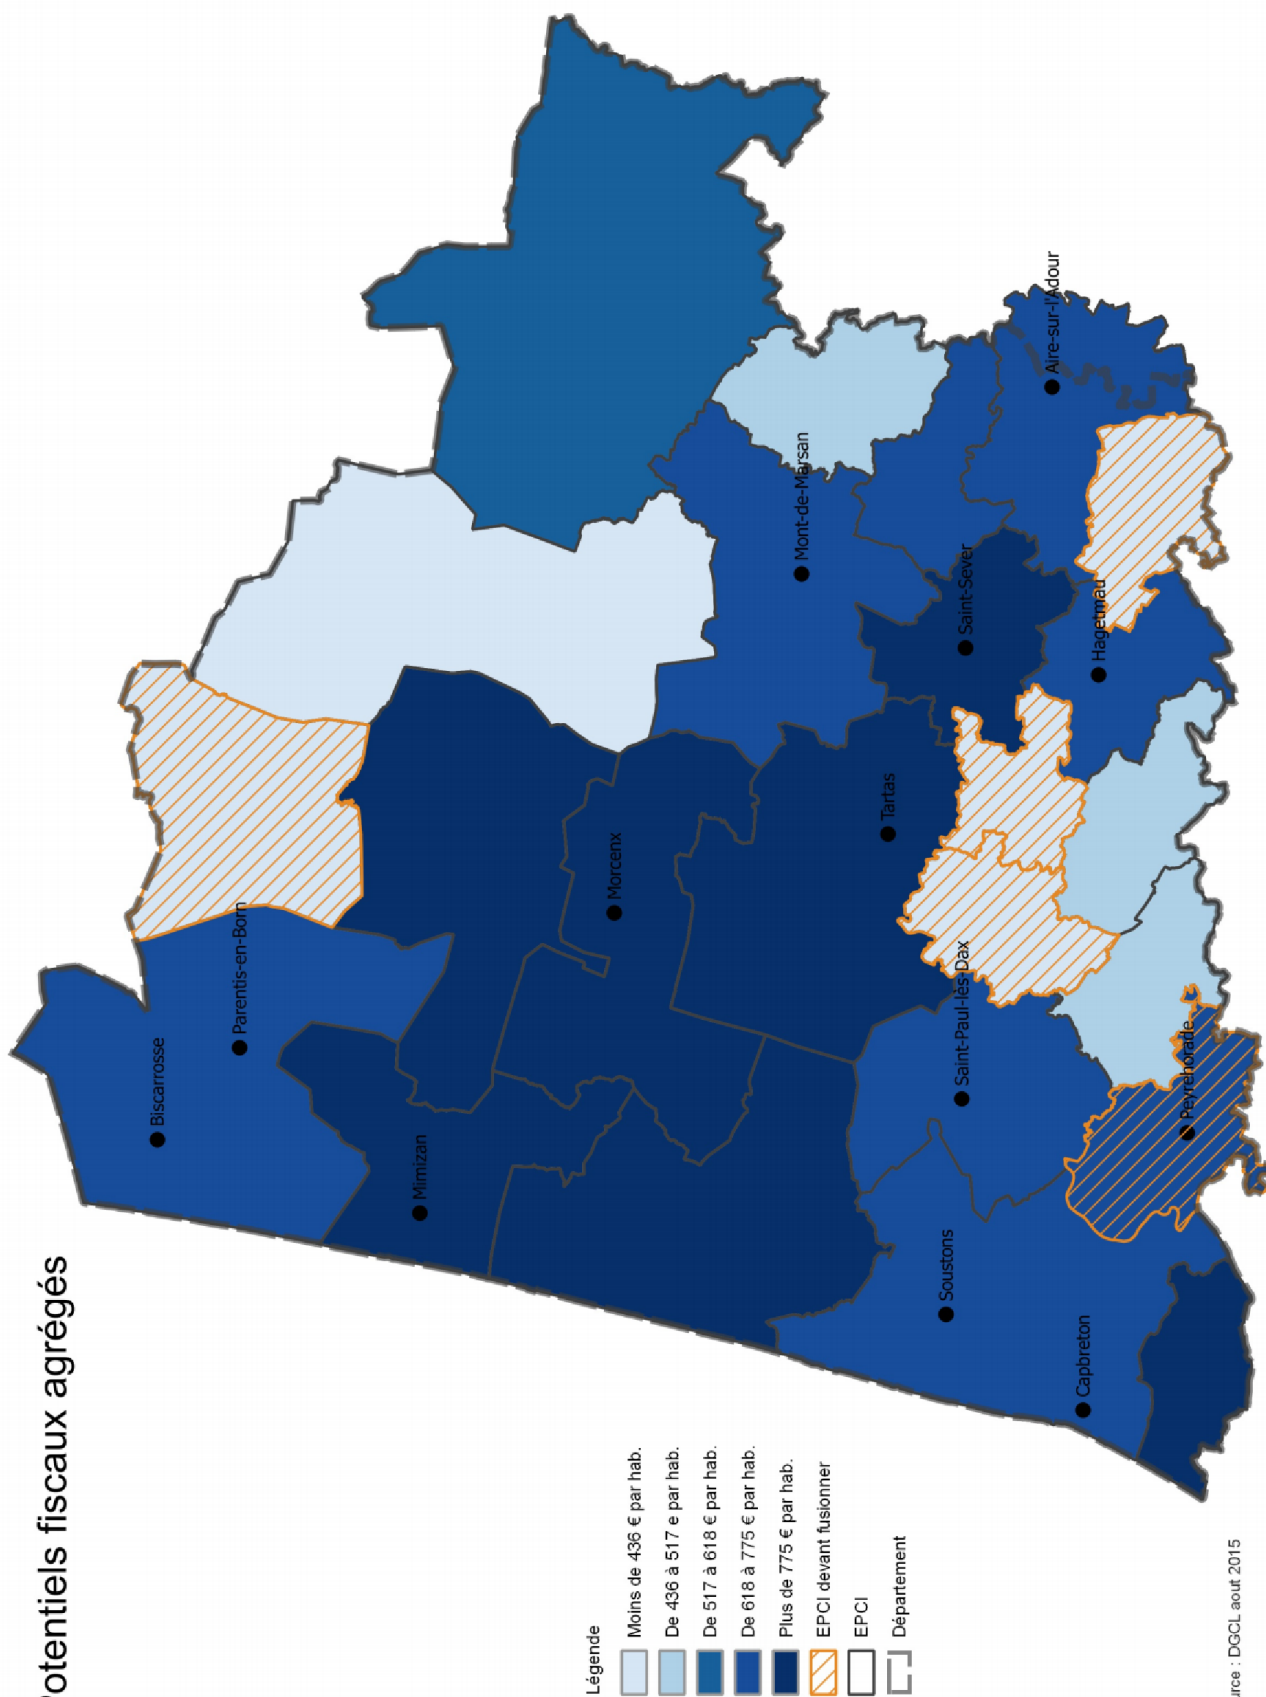 Potentiels fiscaux agrégés
Biscarrosse
Parentis-en-Born
Mimizan
Morcenx
Mont-de-Marsan
Tartas
Soustons
Saint-Paul-lès-Dax
Saint-Sever
Aire-sur-l'Adour
Capbreton
Hagetmau
Peyrehorade
Légende
Moins de 436 € par hab.
De 436 à 517 e par hab.
De 517 à 618 € par hab.
De 618 à 775 € par hab.
Plus de 775 € par hab.
EPCI devant fusionner
EPCI
Département
urce : DGCL aout 2015